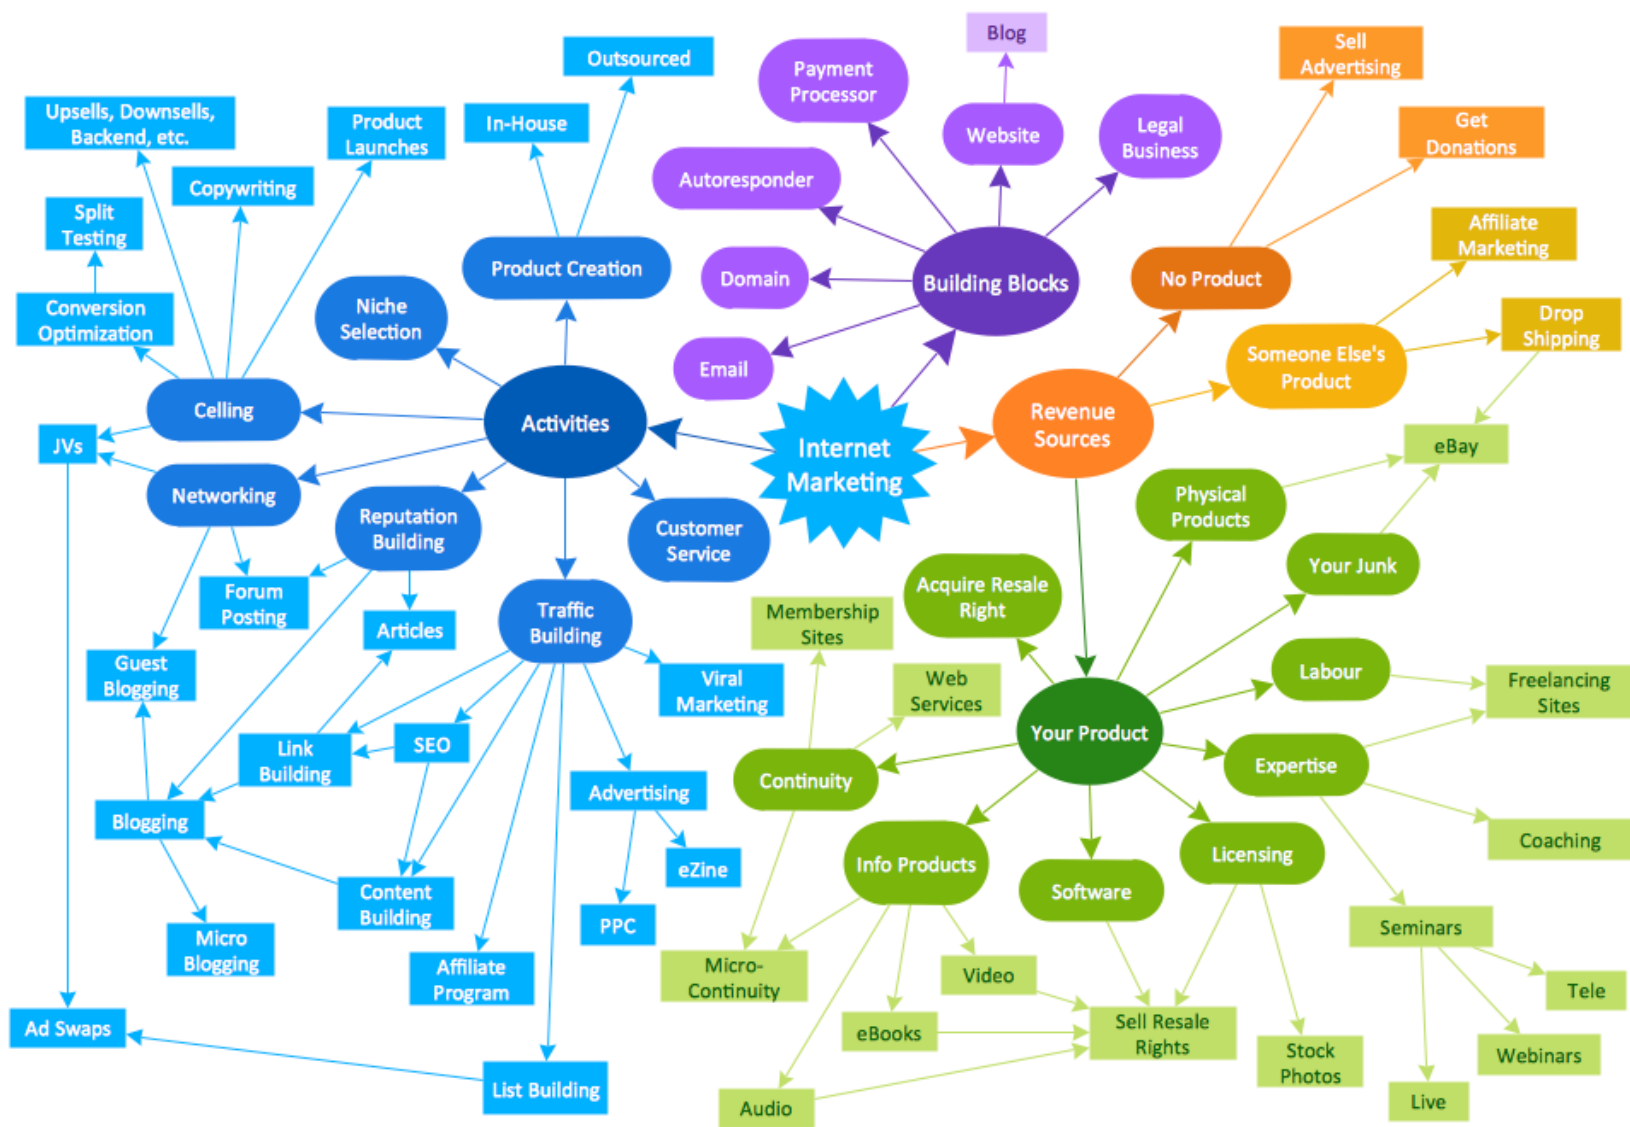 Outsourced
Blog
Sell
Advertising
Payment
Processor
Upsells, Downsells,
Backend, etc.
Product
Launches
In-House
Website
Legal
Business
Get
Donations
Copywriting
Autoresponder
Split
Testing
Affiliate
Marketing
Product Creation
Domain
Building Blocks
No Product
Niche
Selection
Conversion
Optimization
Drop
Shipping
Email
Someone Else's
Product
Celling
Activities
Revenue
Sources
JVs
Internet
Marketing
eBay
Networking
Reputation
Building
Customer
Service
Physical
Products
Your Junk
Forum
Posting
Traffic
Building
Acquire Resale
Right
Articles
Membership
Sites
Guest
Blogging
Viral
Marketing
Web
Services
Labour
Freelancing
Sites
Link
Building
SEO
Your Product
Continuity
Expertise
Blogging
Advertising
Coaching
Content
Building
eZine
Info Products
Software
Licensing
Micro
Blogging
PPC
Seminars
Affiliate
Program
Micro-
Continuity
Video
Tele
Ad Swaps
eBooks
Sell Resale
Rights
Stock
Photos
Webinars
List Building
Audio
Live